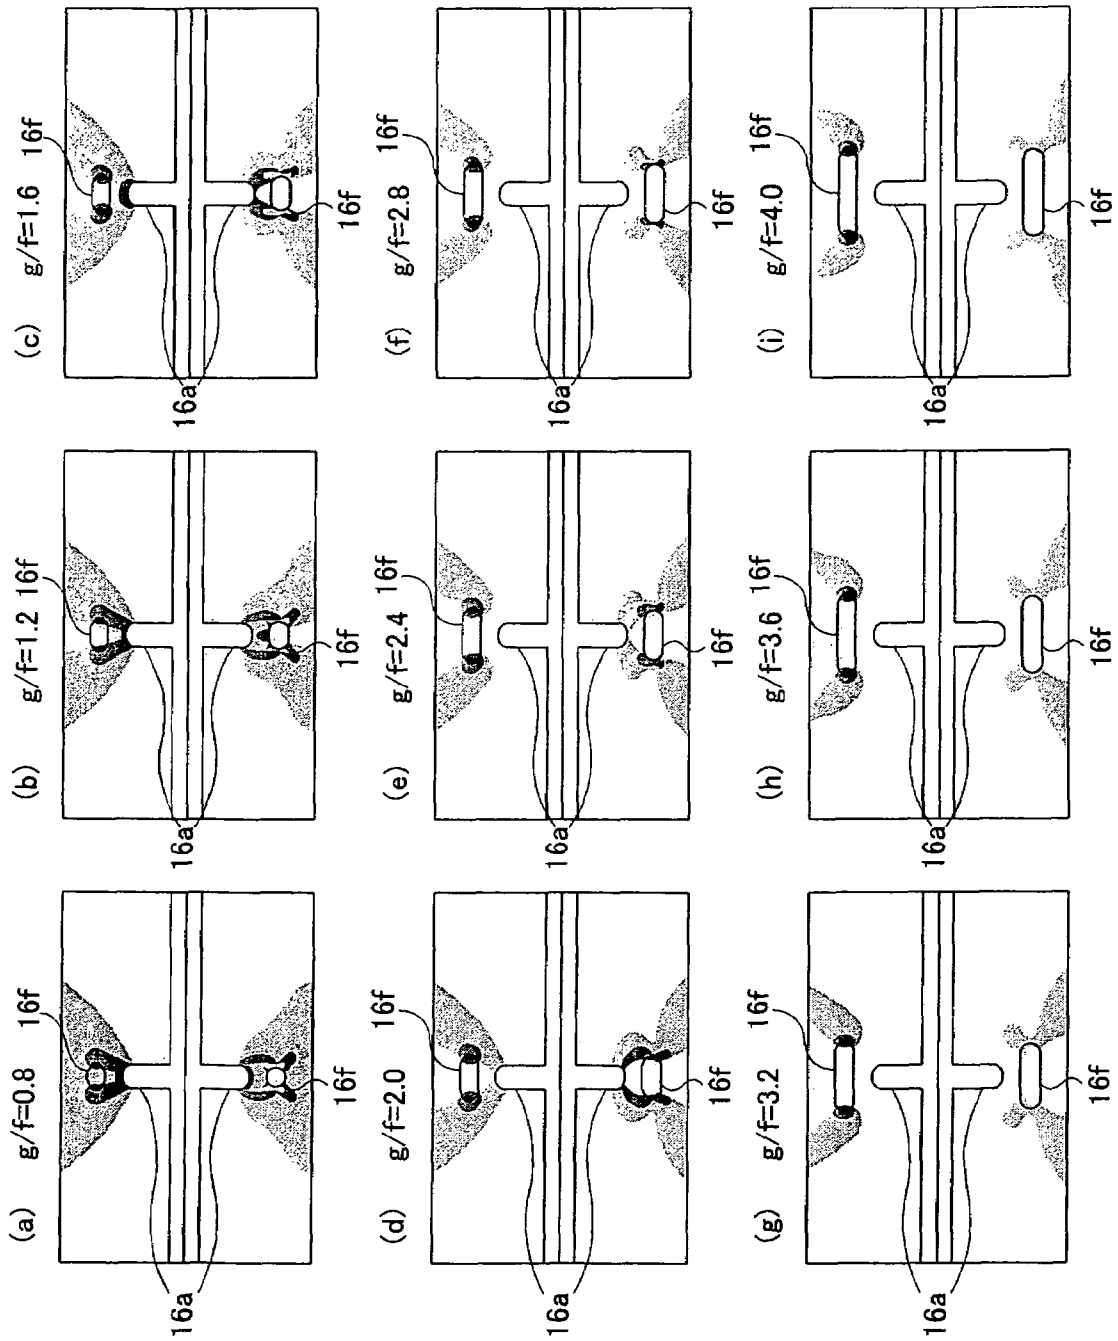 (a) g/f=0.8
16f
16a
16f
(b) g/f=1.2
16f
16a
16f
(c) g/f=1.6
16f
16a
16f
(d) g/f=2.0
16f
16a
16f
(e) g/f=2.4
16f
16a
16f
(f) g/f=2.8
16f
16a
16f
(g) g/f=3.2
16f
16a
16f
(h) g/f=3.6
16f
16a
16f
(i) g/f=4.0
16f
16a
16f